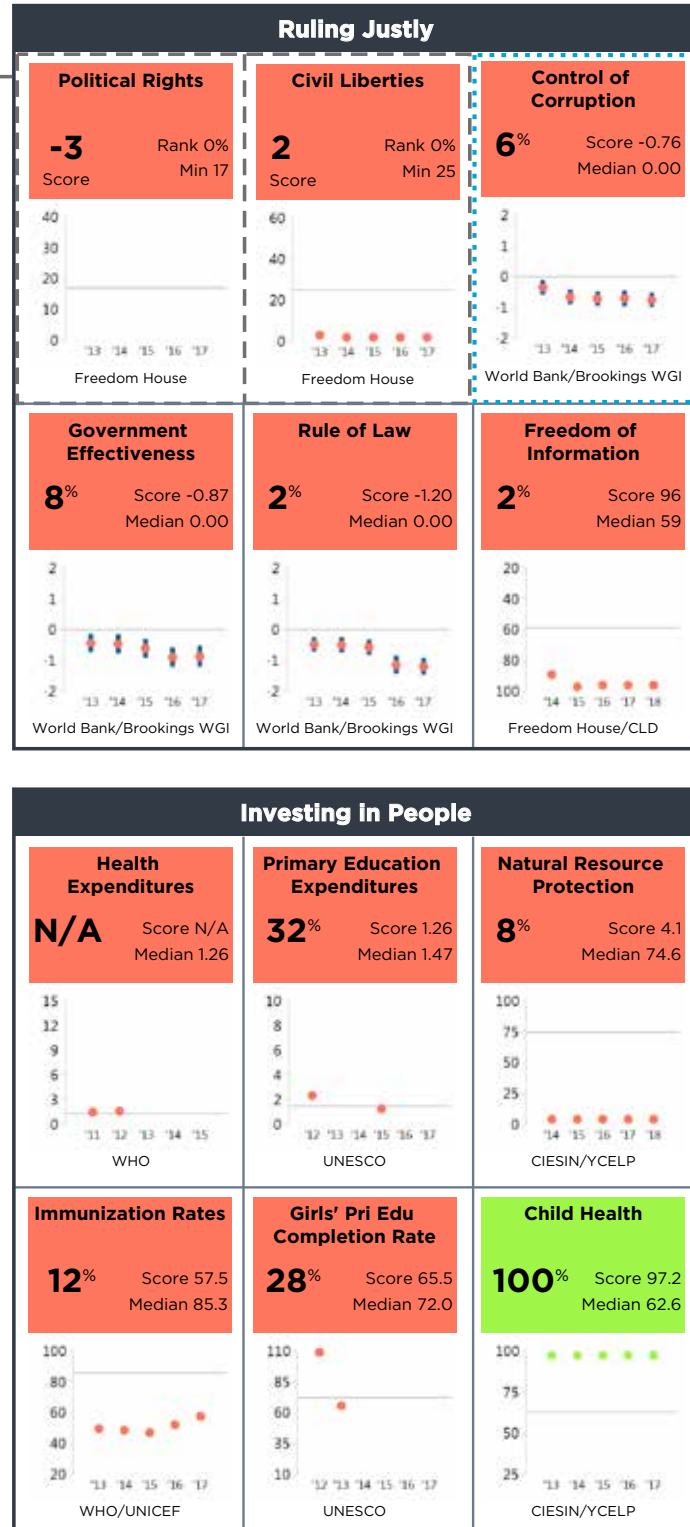 Ruling Justly
Political Rights
-3
Score
Rank 0%
Min 17
40
30
20
10
0
'13 '14 '15 '16 '17
Freedom House
Civil Liberties
2
Score
Rank 0%
Min 25
60
40
20
0
'13 '14 '15 '16 '17
Freedom House
Control of
Corruption
6%
Score -0.76
Median 0.00
2
1
0
-1
-2
'13 '14 '15 '16 '17
World Bank/Brookings WGI
Government
Effectiveness
8%
Score -0.87
Median 0.00
2
1
0
-1
-2
'13 '14 '15 '16 '17
World Bank/Brookings WGI
Rule of Law
2%
Score -1.20
Median 0.00
2
1
0
-1
-2
'13 '14 '15 '16 '17
World Bank/Brookings WGI
Freedom of
Information
2%
Score 96
Median 59
20
40
60
80
100
'14 '15 '16 '17 '18
Freedom House/CLD
Investing in People
Health
Expenditures
N/A
Score N/A
Median 1.26
15
12
9
6
3
0
'11 '12 '13 '14 '15
WHO
Primary Education
Expenditures
32%
Score 1.26
Median 1.47
10
8
6
4
2
0
'12 '13 '14 '15 '16 '17
UNESCO
Natural Resource
Protection
8%
Score 4.1
Median 74.6
100
75
50
25
0
'14 '15 '16 '17 '18
CIESIN/YCELP
Immunization Rates
12%
Score 57.5
Median 85.3
100
80
60
40
20
'13 '14 '15 '16 '17
WHO/UNICEF
Girls' Pri Edu
Completion Rate
28%
Score 65.5
Median 72.0
110
85
60
35
10
'12 '13 '14 '15 '16 '17
UNESCO
Child Health
100%
Score 97.2
Median 62.6
100
75
50
25
'13 '14 '15 '16 '17
CIESIN/YCELP